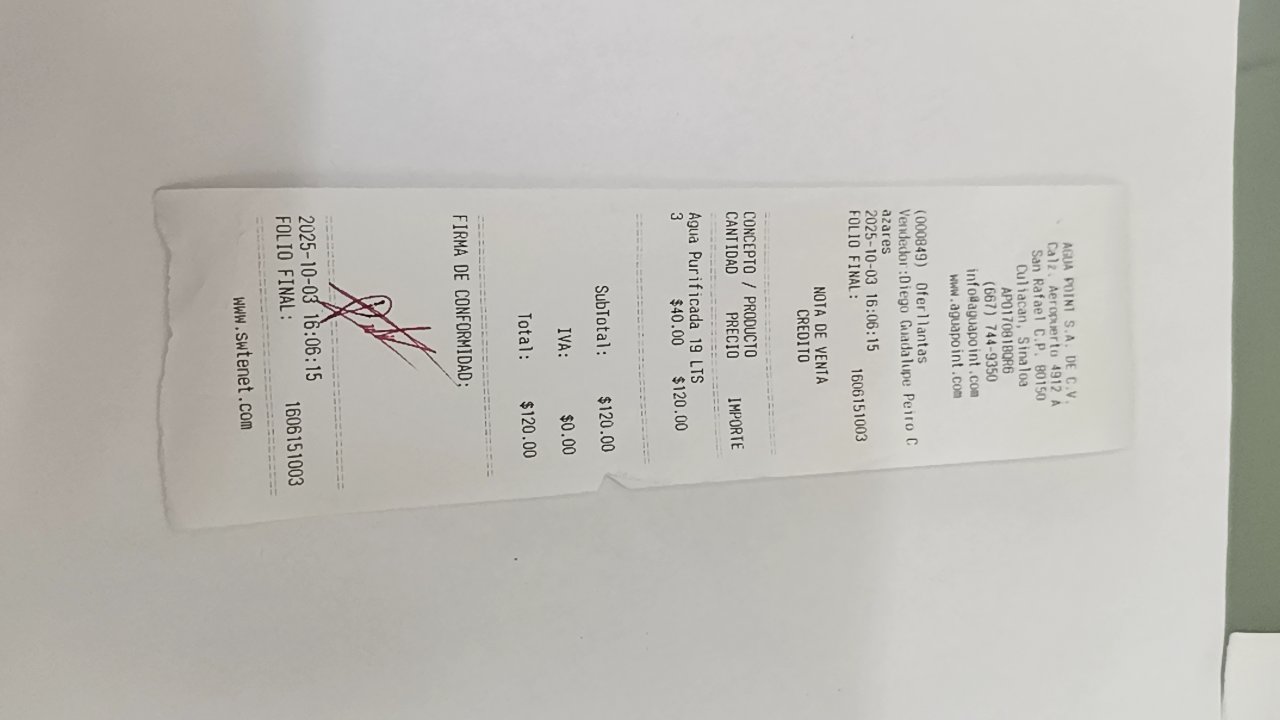 AGUA POINT S.A. DE C.V.
Calz. Aeropuerto 4912 A
San Rafael C.P. 80150
Culiacan, Sinaloa
APO170818QR6
(667) 744-9350
info@aguapoint.com
www.aguapoint.com
(000849) Oferllantas
Vendedor:Diego Guadalupe Peiro C
azares
2025-10-03 16:06:15
FOLIO FINAL: 1606151003
NOTA DE VENTA
CREDITO
CONCEPTO / PRODUCTO
CANTIDAD PRECIO IMPORTE
Agua Purificada 19 LTS
3 $40.00 $120.00
SubTotal: $120.00
IVA: $0.00
Total: $120.00
FIRMA DE CONFORMIDAD;
2025-10-03 16:06:15
FOLIO FINAL: 1606151003
www.swtenet.com